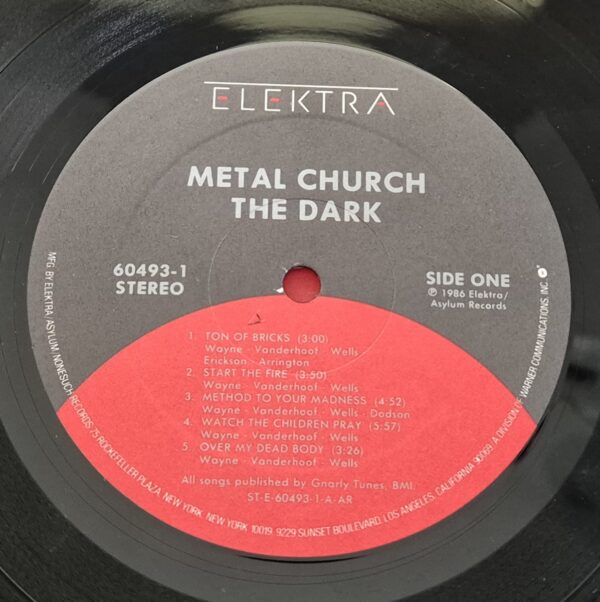 ELEKTRA
METAL CHURCH
THE DARK
60493-1
STEREO
SIDE ONE
℗ 1986 Elektra/
Asylum Records
1. TON OF BRICKS (3:00)
Wayne - Vanderhoof - Wells
Erickson - Arrington
2. START THE FIRE (3:50)
Wayne - Vanderhoof - Wells
3. METHOD TO YOUR MADNESS (4:52)
Wayne - Vanderhoof - Wells - Dodson
4. WATCH THE CHILDREN PRAY (5:57)
Wayne - Vanderhoof - Wells
5. OVER MY DEAD BODY (3:26)
Wayne - Vanderhoof - Wells
All songs published by Gnarly Tunes, BMI.
ST-E-60493-1-A-AR
MFG. BY ELEKTRA/ASYLUM/NONESUCH RECORDS, 75 ROCKEFELLER PLAZA, NEW YORK, NEW YORK 10019. 9229 SUNSET BOULEVARD, LOS ANGELES, CALIFORNIA 90069. A DIVISION OF WARNER COMMUNICATIONS, INC.